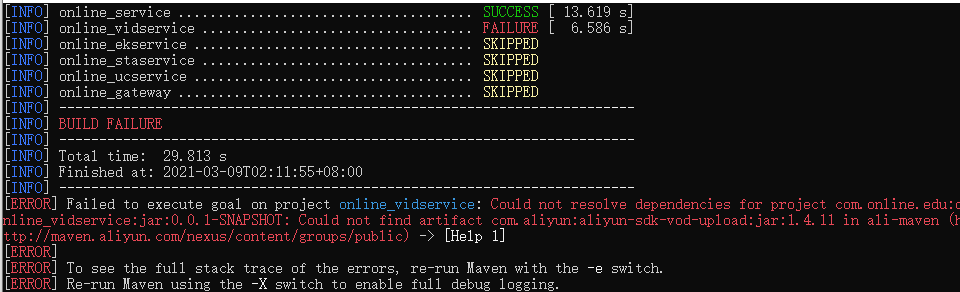 [INFO] online_service ..................................... SUCCESS [ 13.619 s]
[INFO] online_vidservice .................................. FAILURE [  6.586 s]
[INFO] online_ekservice ................................... SKIPPED
[INFO] online_staservice .................................. SKIPPED
[INFO] online_ucservice ................................... SKIPPED
[INFO] online_gateway ..................................... SKIPPED
[INFO] ------------------------------------------------------------------------
[INFO] BUILD FAILURE
[INFO] ------------------------------------------------------------------------
[INFO] Total time:  29.813 s
[INFO] Finished at: 2021-03-09T02:11:55+08:00
[INFO] ------------------------------------------------------------------------
[ERROR] Failed to execute goal on project online_vidservice: Could not resolve dependencies for project com.online.edu:o
nline_vidservice:jar:0.0.1-SNAPSHOT: Could not find artifact com.aliyun:aliyun-sdk-vod-upload:jar:1.4.11 in ali-maven (h
ttp://maven.aliyun.com/nexus/content/groups/public) -> [Help 1]
[ERROR]
[ERROR] To see the full stack trace of the errors, re-run Maven with the -e switch.
[ERROR] Re-run Maven using the -X switch to enable full debug logging.